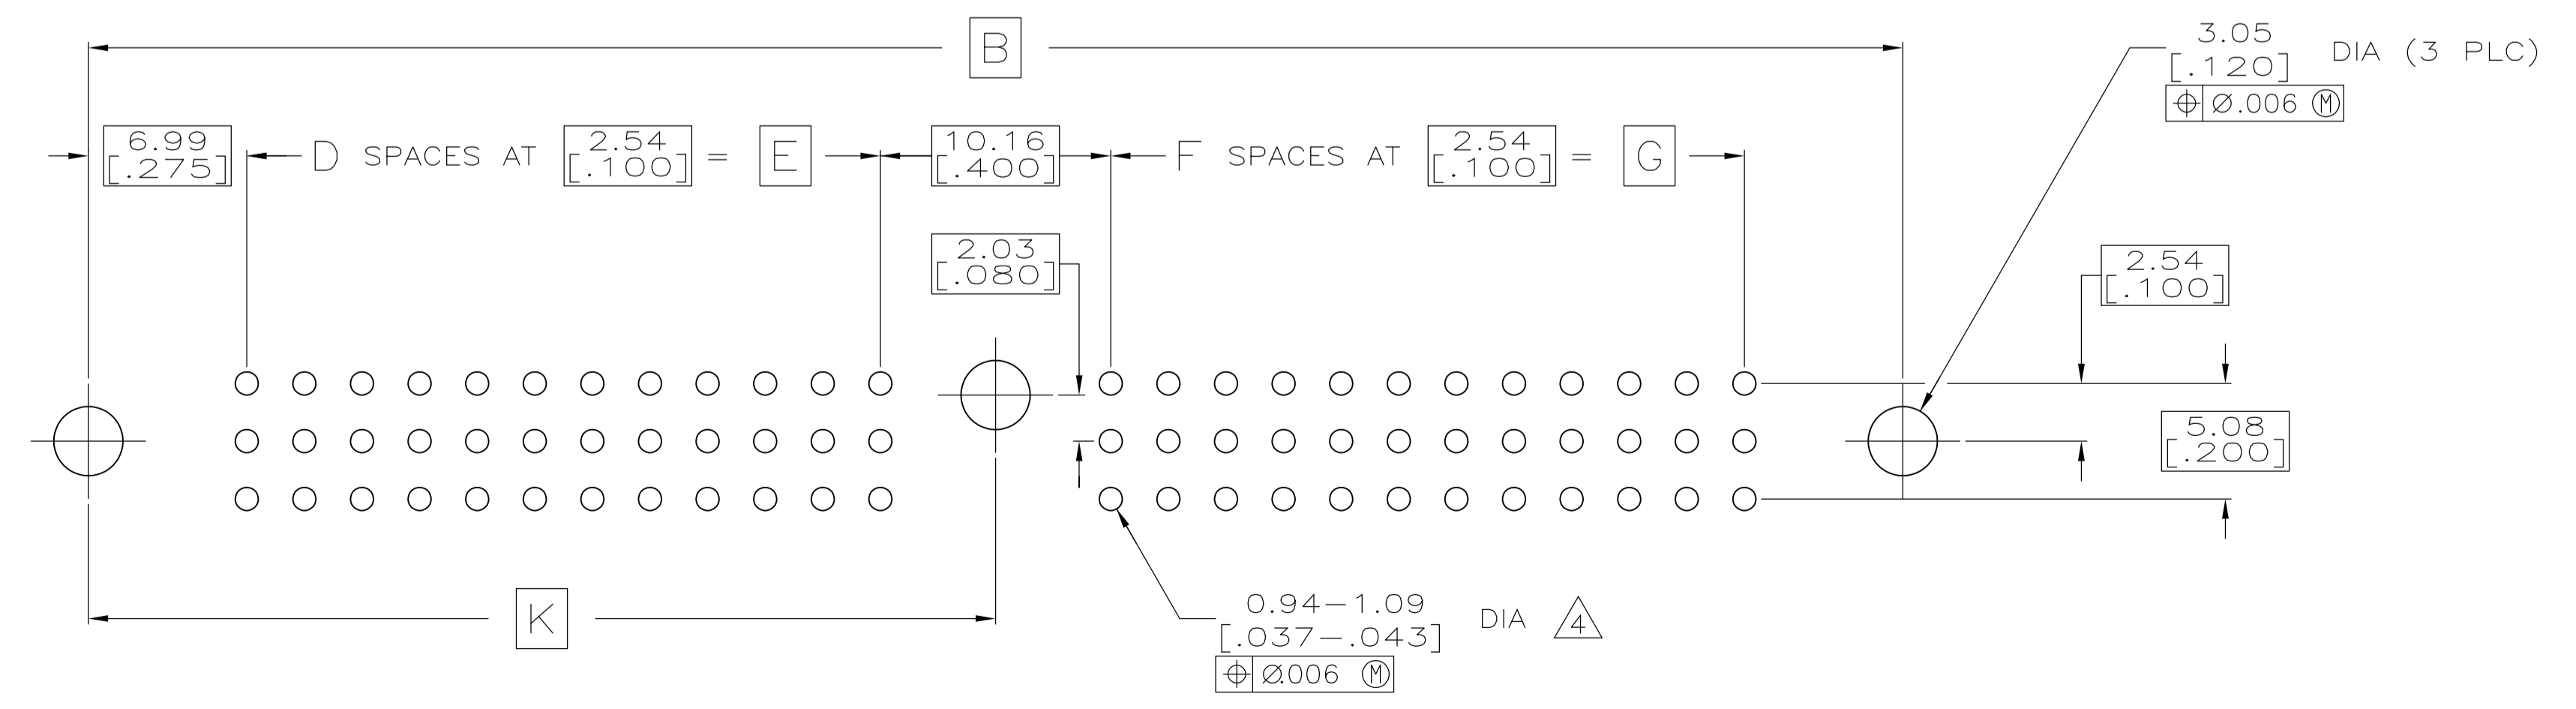 B
3.05
[.120]
DIA (3 PLC)
⌖ Ø.006 Ⓜ
6.99
[.275]
D SPACES AT
2.54
[.100]
=
E
10.16
[.400]
F SPACES AT
2.54
[.100]
=
G
2.03
[.080]
2.54
[.100]
5.08
[.200]
K
0.94–1.09
[.037–.043]
DIA
4
⌖ Ø.006 Ⓜ